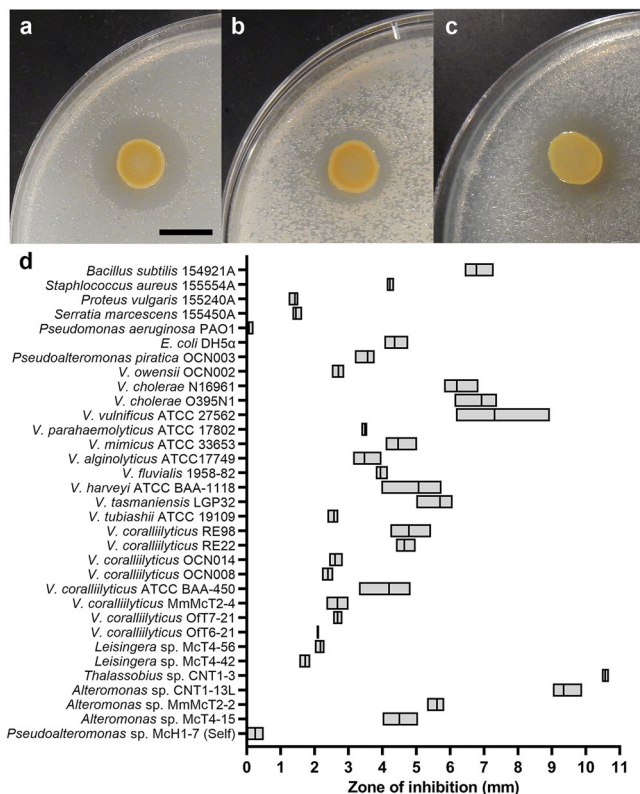 a
b
c
d
Bacillus subtilis 154921A
Staphlococcus aureus 155554A
Proteus vulgaris 155240A
Serratia marcescens 155450A
Pseudomonas aeruginosa PAO1
E. coli DH5α
Pseudoalteromonas piratica OCN003
V. owensii OCN002
V. cholerae N16961
V. cholerae O395N1
V. vulnificus ATCC 27562
V. parahaemolyticus ATCC 17802
V. mimicus ATCC 33653
V. alginolyticus ATCC17749
V. fluvialis 1958-82
V. harveyi ATCC BAA-1118
V. tasmaniensis LGP32
V. tubiashii ATCC 19109
V. coralliilyticus RE98
V. coralliilyticus RE22
V. coralliilyticus OCN014
V. coralliilyticus OCN008
V. coralliilyticus ATCC BAA-450
V. coralliilyticus MmMcT2-4
V. coralliilyticus OfT7-21
V. coralliilyticus OfT6-21
Leisingera sp. McT4-56
Leisingera sp. McT4-42
Thalassobius sp. CNT1-3
Alteromonas sp. CNT1-13L
Alteromonas sp. MmMcT2-2
Alteromonas sp. McT4-15
Pseudoalteromonas sp. McH1-7 (Self)
0 1 2 3 4 5 6 7 8 9 10 11
Zone of inhibition (mm)